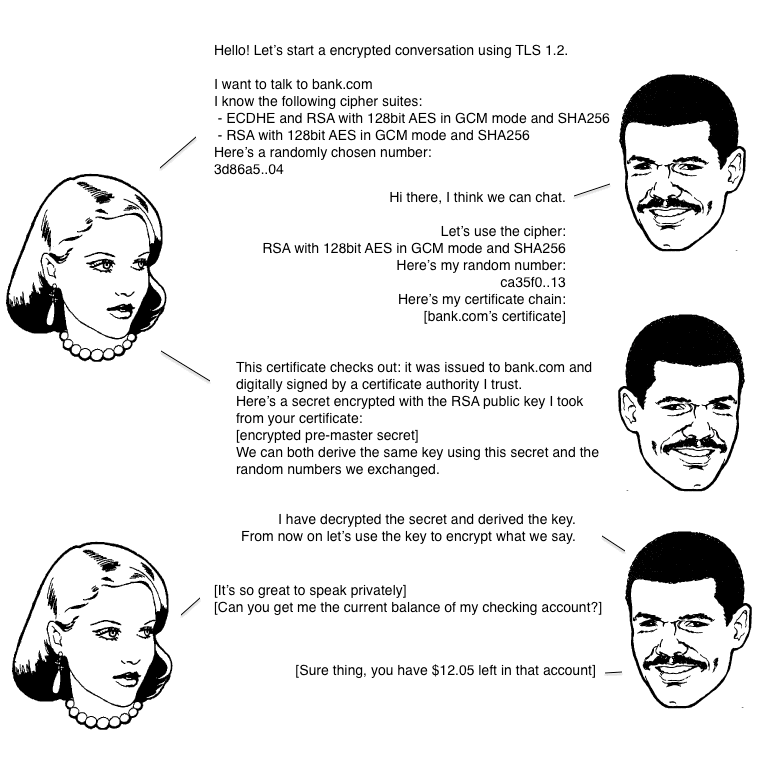 Hello! Let's start a encrypted conversation using TLS 1.2.
I want to talk to bank.com
I know the following cipher suites:
- ECDHE and RSA with 128bit AES in GCM mode and SHA256
- RSA with 128bit AES in GCM mode and SHA256
Here's a randomly chosen number:
3d86a5..04
Hi there, I think we can chat.
Let's use the cipher:
RSA with 128bit AES in GCM mode and SHA256
Here's my random number:
ca35f0..13
Here's my certificate chain:
[bank.com's certificate]
This certificate checks out: it was issued to bank.com and
digitally signed by a certificate authority I trust.
Here's a secret encrypted with the RSA public key I took
from your certificate:
[encrypted pre-master secret]
We can both derive the same key using this secret and the
random numbers we exchanged.
I have decrypted the secret and derived the key.
From now on let's use the key to encrypt what we say.
[It's so great to speak privately]
[Can you get me the current balance of my checking account?]
[Sure thing, you have $12.05 left in that account]